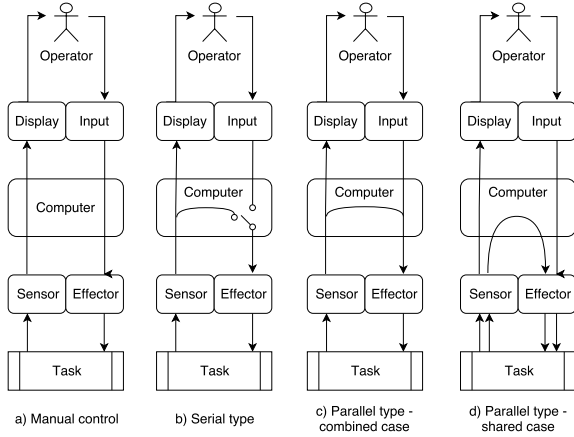 Operator
Operator
Operator
Operator
Display Input
Display Input
Display Input
Display Input
Computer
Computer
Computer
Computer
Sensor Effector
Sensor Effector
Sensor Effector
Sensor Effector
Task
Task
Task
Task
a) Manual control
b) Serial type
c) Parallel type -
combined case
d) Parallel type -
shared case